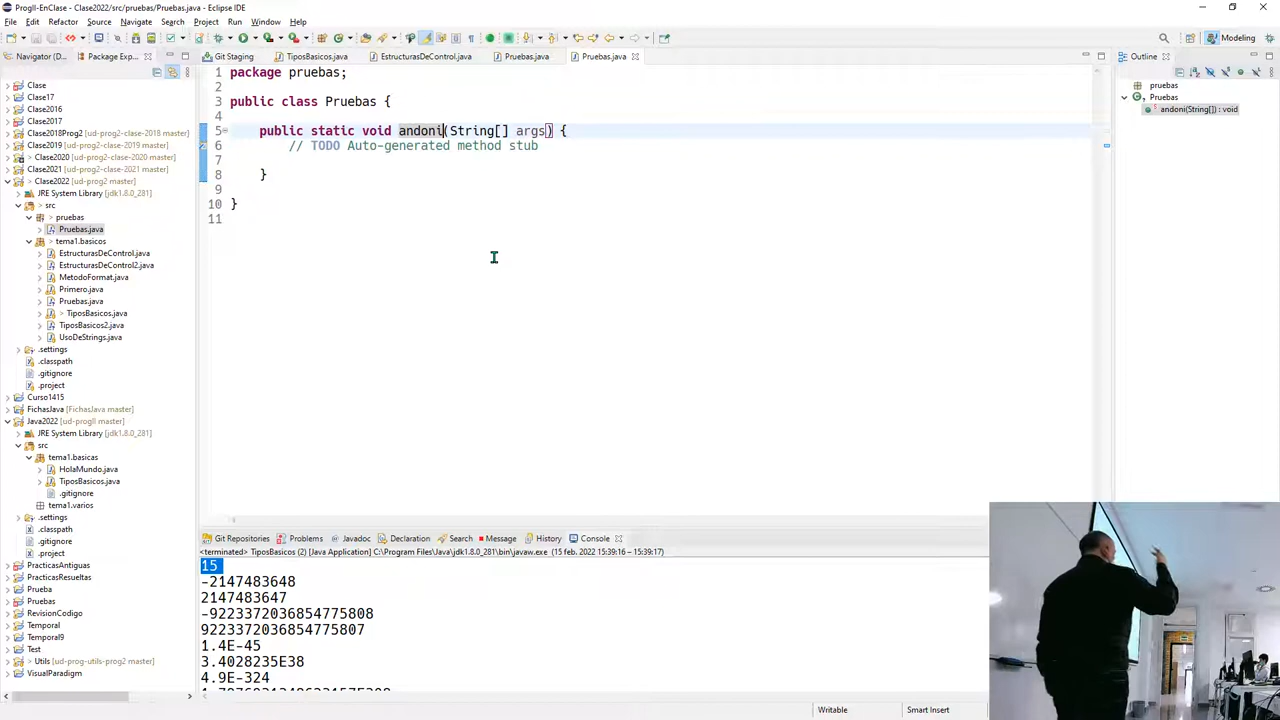 ProgII-EnClase - Clase2022/src/pruebas/Pruebas.java - Eclipse IDE
File Edit Refactor Source Navigate Search Project Run Window Help
Modeling
Navigator (D...
Package Exp...
Git Staging
TiposBasicos.java
EstructurasDeControl.java
Pruebas.java
Pruebas.java
Outline
Clase
Clase17
Clase2016
Clase2017
Clase2018Prog2 [ud-prog2-clase-2018 master]
Clase2019 [ud-prog2-clase-2019 master]
> Clase2020 [ud-prog2-clase-2020 master]
Clase2021 [ud-prog2-clase-2021 master]
> Clase2022 [ud-prog2 master]
JRE System Library [jdk1.8.0_281]
> src
> pruebas
Pruebas.java
> tema1.basicos
EstructurasDeControl.java
EstructurasDeControl2.java
MetodoFormat.java
Primero.java
Pruebas.java
> TiposBasicos.java
TiposBasicos2.java
UsoDeStrings.java
.settings
.classpath
.gitignore
.project
Curso1415
FichasJava [FichasJava master]
Java2022 [ud-progII master]
JRE System Library [jdk1.8.0_281]
src
tema1.basicas
HolaMundo.java
TiposBasicos.java
.gitignore
tema1.varios
.settings
.classpath
.gitignore
.project
PracticasAntiguas
PracticasResueltas
Prueba
Pruebas
RevisionCodigo
Temporal
Temporal9
Test
> Utils [ud-prog-utils-prog2 master]
VisualParadigm
1 package pruebas;
2
3 public class Pruebas {
4
5 public static void andoni(String[] args) {
6 // TODO Auto-generated method stub
7
8 }
9
10 }
11
pruebas
Pruebas
andoni(String[]) : void
Git Repositories Problems Javadoc Declaration Search Message History Console
<terminated> TiposBasicos (2) [Java Application] C:\Program Files\Java\jdk1.8.0_281\bin\javaw.exe (15 feb. 2022 15:39:16 – 15:39:17)
15
-2147483648
2147483647
-9223372036854775808
9223372036854775807
1.4E-45
3.4028235E38
4.9E-324
Writable
Smart Insert